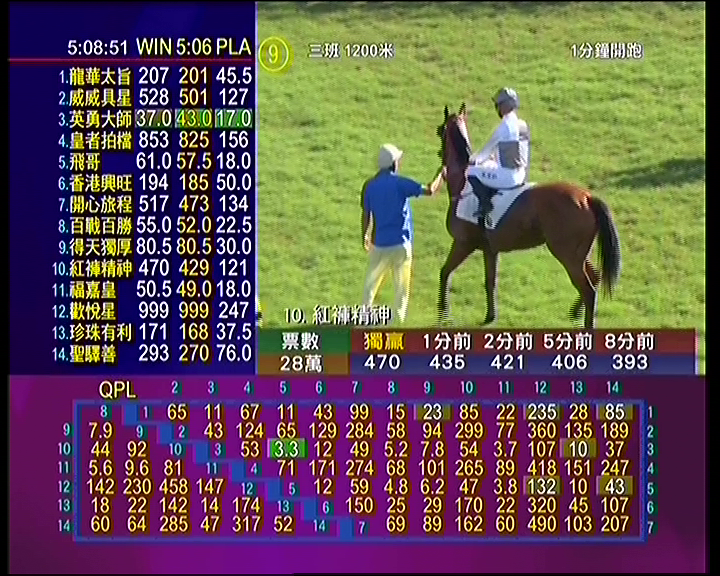 5:08:51 WIN 5:06 PLA
9 三班 1200米 1分鐘開跑
1.龍華太旨 207 201 45.5
2.威威具星 528 501 127
3.英勇大師 37.0 43.0 17.0
4.皇者拍檔 853 825 156
5.飛哥 61.0 57.5 18.0
6.香港興旺 194 185 50.0
7.開心旅程 517 473 134
8.百戰百勝 55.0 52.0 22.5
9.得天獨厚 80.5 80.5 30.0
10.紅褲精神 470 429 121
11.福嘉皇 50.5 49.0 18.0
12.歡悅星 999 999 247
13.珍珠有利 171 168 37.5
14.聖驛善 293 270 76.0
10. 紅褲精神
票數 獨贏 1分前 2分前 5分前 8分前
28萬 470 435 421 406 393
QPL 2 3 4 5 6 7 8 9 10 11 12 13 14
8 1 65 11 67 11 43 99 15 23 85 22 235 28 85 1
9 7.9 9 2 43 124 65 129 284 58 94 299 77 360 135 189 2
10 44 92 10 3 53 3.3 12 49 5.2 7.8 54 3.7 107 10 37 3
11 5.6 9.6 81 11 4 71 171 274 68 101 265 89 418 151 247 4
12 142 230 458 147 12 5 12 59 4.8 6.2 47 3.8 132 10 43 5
13 18 22 142 14 174 13 6 150 25 29 170 22 320 45 107 6
14 60 64 285 47 317 52 14 7 69 89 162 60 490 103 207 7